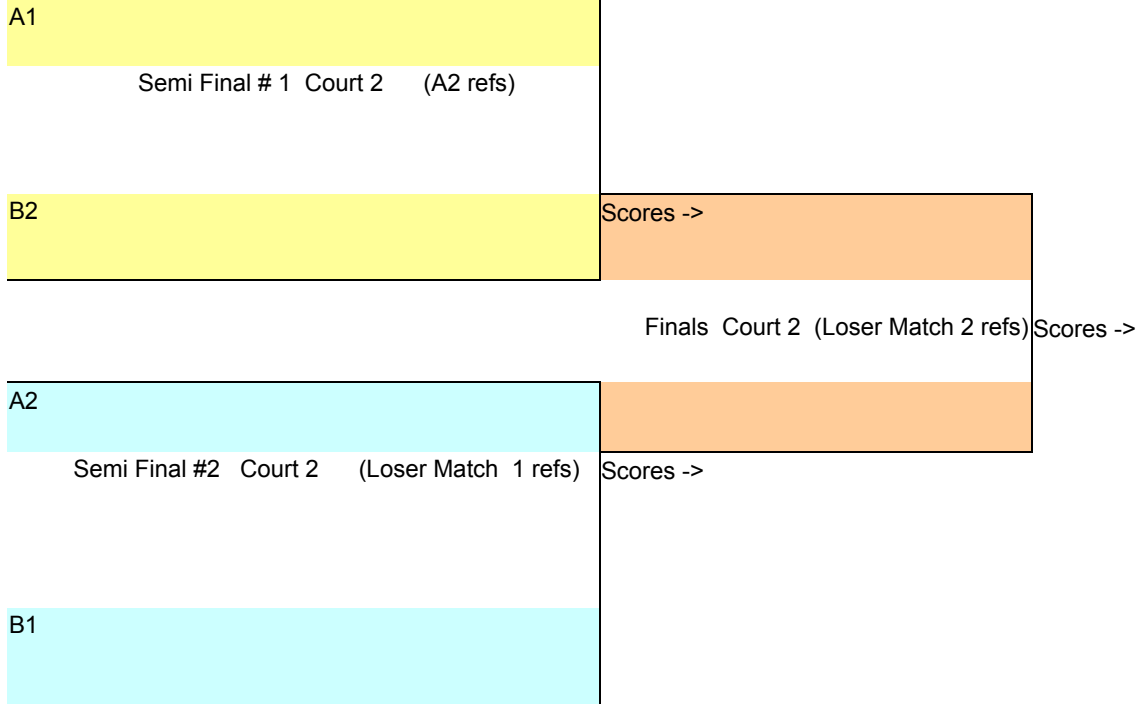 A1
Semi Final # 1 Court 2 (A2 refs)
B2
Scores ->
Finals Court 2 (Loser Match 2 refs)
Scores ->
A2
Semi Final #2 Court 2 (Loser Match 1 refs)
Scores ->
B1